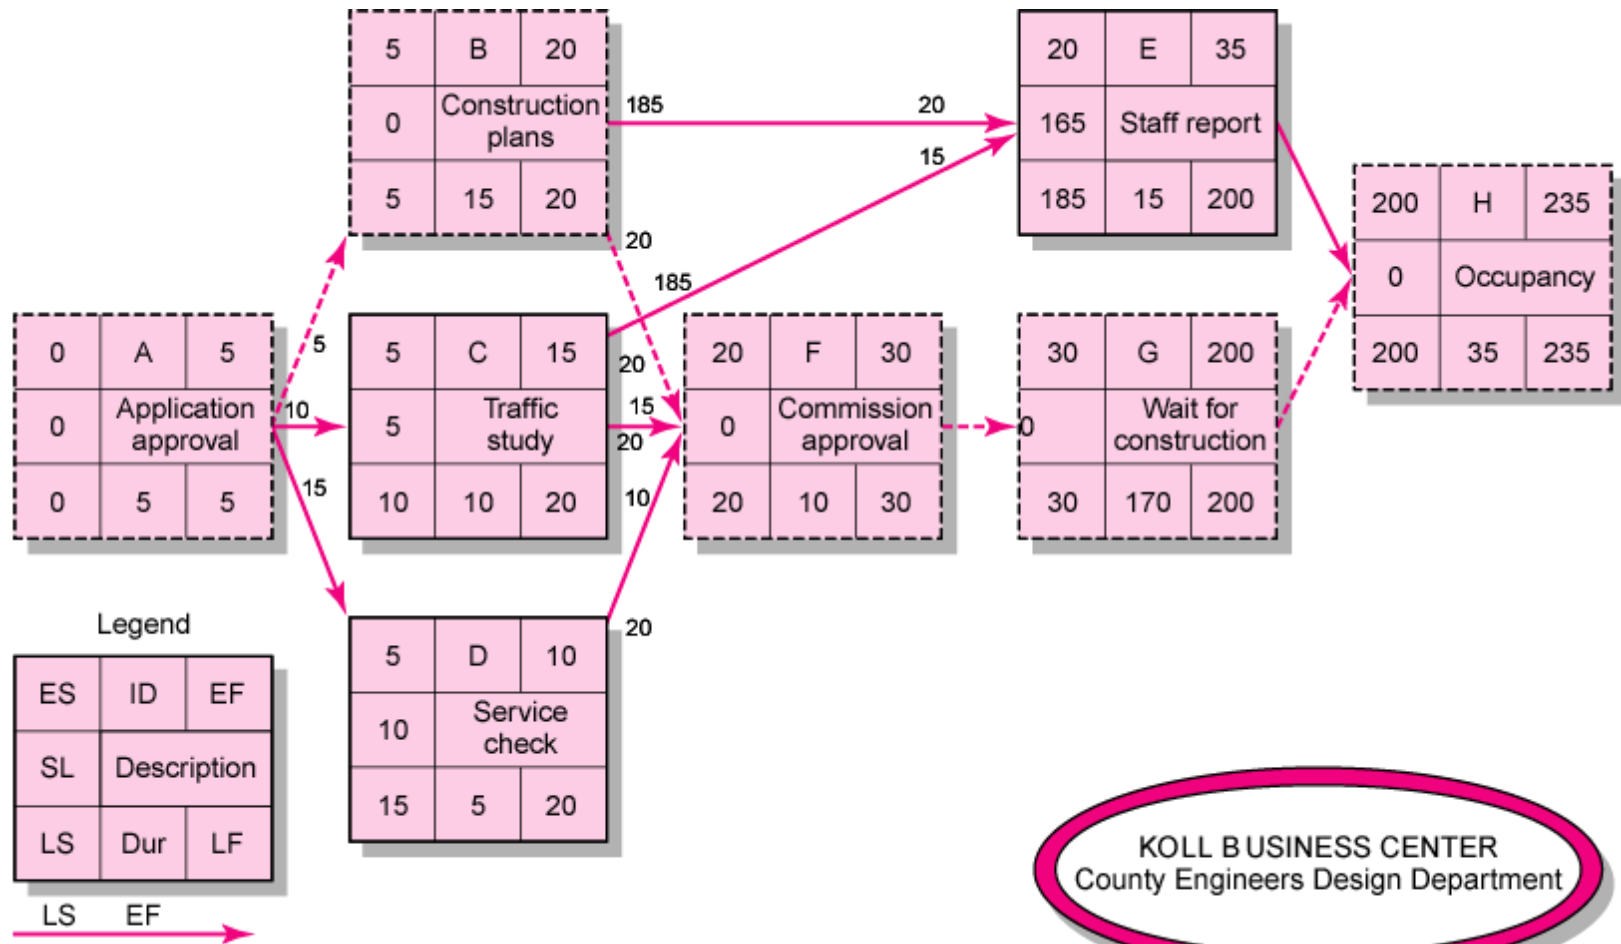 5 B 20
0 Construction
plans
5 15 20
185 20
15
20
185
20 E 35
165 Staff report
185 15 200
200 H 235
0 Occupancy
200 35 235
0 A 5
0 Application
approval
0 5 5
5
10
15
5 C 15
5 Traffic
study
10 10 20
20
15
20
10
20
20 F 30
0 Commission
approval
20 10 30
30 G 200
0 Wait for
construction
30 170 200
5 D 10
10 Service
check
15 5 20
Legend
ES ID EF
SL Description
LS Dur LF
LS EF
KOLL BUSINESS CENTER
County Engineers Design Department